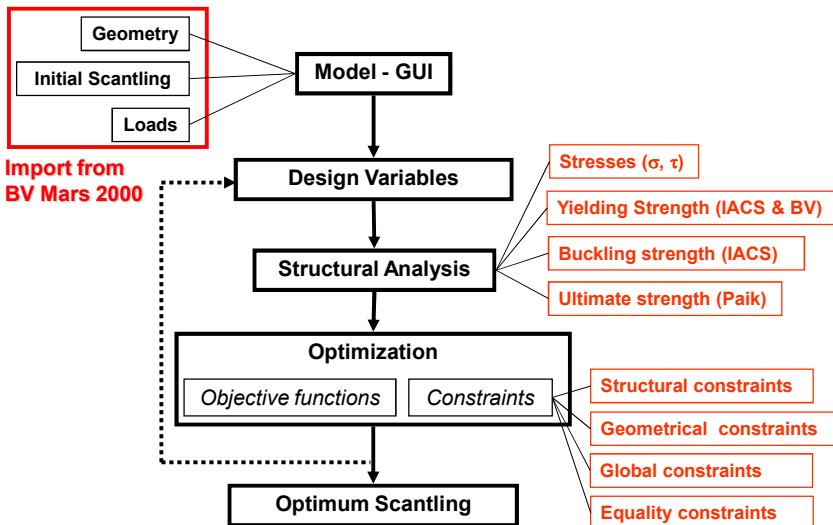 Geometry
Initial Scantling
Loads
Import from
BV Mars 2000
Model - GUI
Design Variables
Structural Analysis
Stresses (σ, τ)
Yielding Strength (IACS & BV)
Buckling strength (IACS)
Ultimate strength (Paik)
Optimization
Objective functions
Constraints
Structural constraints
Geometrical constraints
Global constraints
Equality constraints
Optimum Scantling